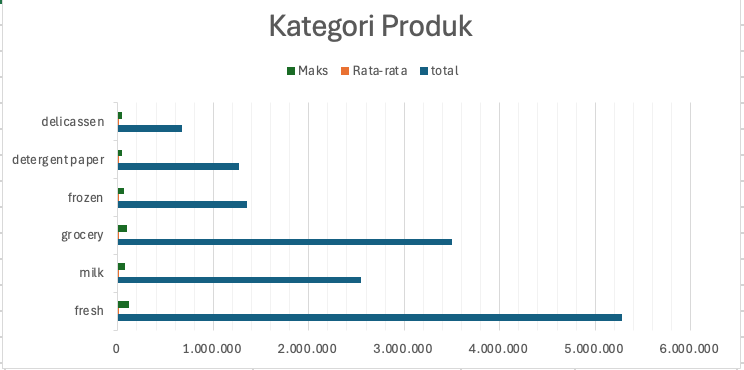 Kategori Produk
Maks Rata-rata total
delicassen
detergent paper
frozen
grocery
milk
fresh
0 1.000.000 2.000.000 3.000.000 4.000.000 5.000.000 6.000.000